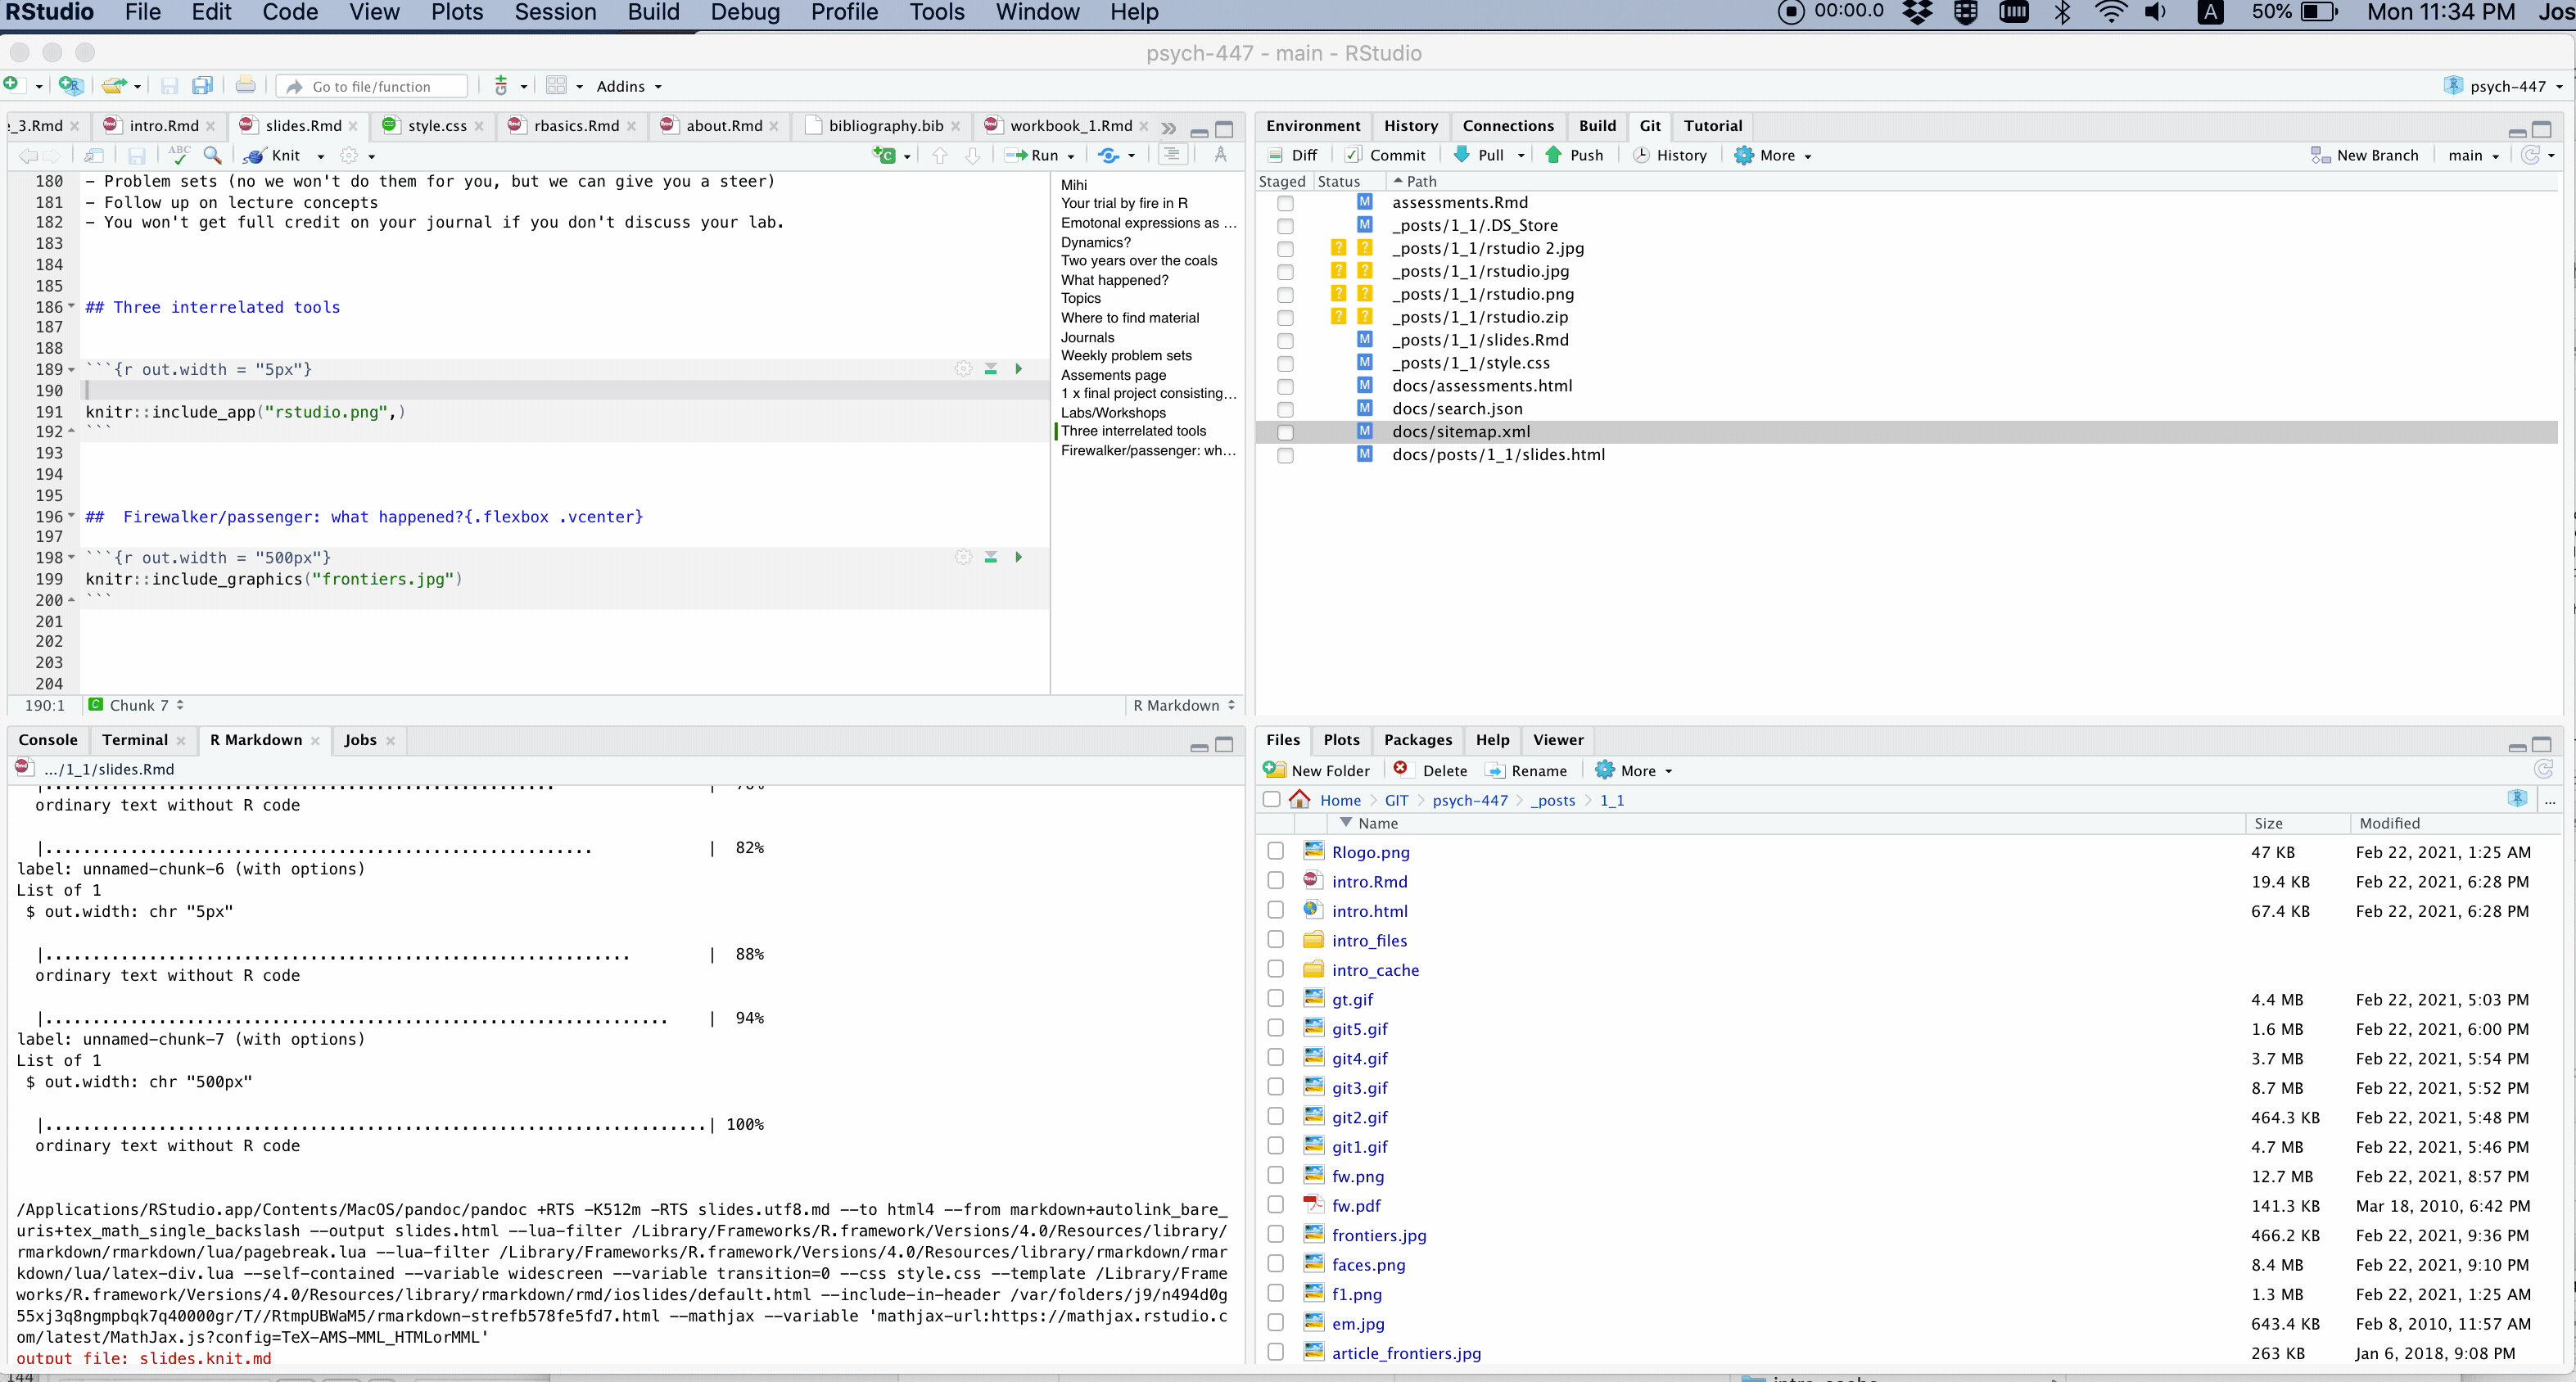 RStudio File Edit Code View Plots Session Build Debug Profile Tools Window Help 00:00.0 A 50% Mon 11:34 PM Jos
psych-447 - main - RStudio
Go to file/function Addins psych-447
_3.Rmd intro.Rmd slides.Rmd style.css rbasics.Rmd about.Rmd bibliography.bib workbook_1.Rmd
ABC Knit Run
180 - Problem sets (no we won't do them for you, but we can give you a steer)
181 - Follow up on lecture concepts
182 - You won't get full credit on your journal if you don't discuss your lab.
183
184
185
186 ## Three interrelated tools
187
188
189 ```{r out.width = "5px"}
190
191 knitr::include_app("rstudio.png",)
192 ```
193
194
195
196 ##  Firewalker/passenger: what happened?{.flexbox .vcenter}
197
198 ```{r out.width = "500px"}
199 knitr::include_graphics("frontiers.jpg")
200 ```
201
202
203
204
190:1 C Chunk 7 R Markdown
Mihi
Your trial by fire in R
Emotonal expressions as ...
Dynamics?
Two years over the coals
What happened?
Topics
Where to find material
Journals
Weekly problem sets
Assements page
1 x final project consisting...
Labs/Workshops
Three interrelated tools
Firewalker/passenger: wh...
Environment History Connections Build Git Tutorial
Diff Commit Pull Push History More New Branch main
Staged Status Path
M assessments.Rmd
M _posts/1_1/.DS_Store
? ? _posts/1_1/rstudio 2.jpg
? ? _posts/1_1/rstudio.jpg
? ? _posts/1_1/rstudio.png
? ? _posts/1_1/rstudio.zip
M _posts/1_1/slides.Rmd
M _posts/1_1/style.css
M docs/assessments.html
M docs/search.json
M docs/sitemap.xml
M docs/posts/1_1/slides.html
Console Terminal R Markdown Jobs
.../1_1/slides.Rmd
ordinary text without R code
|.......................................................... | 82%
label: unnamed-chunk-6 (with options)
List of 1
$ out.width: chr "5px"
|.............................................................. | 88%
ordinary text without R code
|.................................................................. | 94%
label: unnamed-chunk-7 (with options)
List of 1
$ out.width: chr "500px"
|......................................................................| 100%
ordinary text without R code
/Applications/RStudio.app/Contents/MacOS/pandoc/pandoc +RTS -K512m -RTS slides.utf8.md --to html4 --from markdown+autolink_bare_
uris+tex_math_single_backslash --output slides.html --lua-filter /Library/Frameworks/R.framework/Versions/4.0/Resources/library/
rmarkdown/rmarkdown/lua/pagebreak.lua --lua-filter /Library/Frameworks/R.framework/Versions/4.0/Resources/library/rmarkdown/rmar
kdown/lua/latex-div.lua --self-contained --variable widescreen --variable transition=0 --css style.css --template /Library/Frame
works/R.framework/Versions/4.0/Resources/library/rmarkdown/rmd/ioslides/default.html --include-in-header /var/folders/j9/n494d0g
55xj3q8ngmpbqk7q40000gr/T//RtmpUBWaM5/rmarkdown-strefb578fe5fd7.html --mathjax --variable 'mathjax-url:https://mathjax.rstudio.c
om/latest/MathJax.js?config=TeX-AMS-MML_HTMLorMML'
output file: slides.knit.md
Files Plots Packages Help Viewer
New Folder Delete Rename More
Home GIT psych-447 _posts 1_1 ...
Name Size Modified
Rlogo.png 47 KB Feb 22, 2021, 1:25 AM
intro.Rmd 19.4 KB Feb 22, 2021, 6:28 PM
intro.html 67.4 KB Feb 22, 2021, 6:28 PM
intro_files
intro_cache
gt.gif 4.4 MB Feb 22, 2021, 5:03 PM
git5.gif 1.6 MB Feb 22, 2021, 6:00 PM
git4.gif 3.7 MB Feb 22, 2021, 5:54 PM
git3.gif 8.7 MB Feb 22, 2021, 5:52 PM
git2.gif 464.3 KB Feb 22, 2021, 5:48 PM
git1.gif 4.7 MB Feb 22, 2021, 5:46 PM
fw.png 12.7 MB Feb 22, 2021, 8:57 PM
fw.pdf 141.3 KB Mar 18, 2010, 6:42 PM
frontiers.jpg 466.2 KB Feb 22, 2021, 9:36 PM
faces.png 8.4 MB Feb 22, 2021, 9:10 PM
f1.png 1.3 MB Feb 22, 2021, 1:25 AM
em.jpg 643.4 KB Feb 8, 2010, 11:57 AM
article_frontiers.jpg 263 KB Jan 6, 2018, 9:08 PM